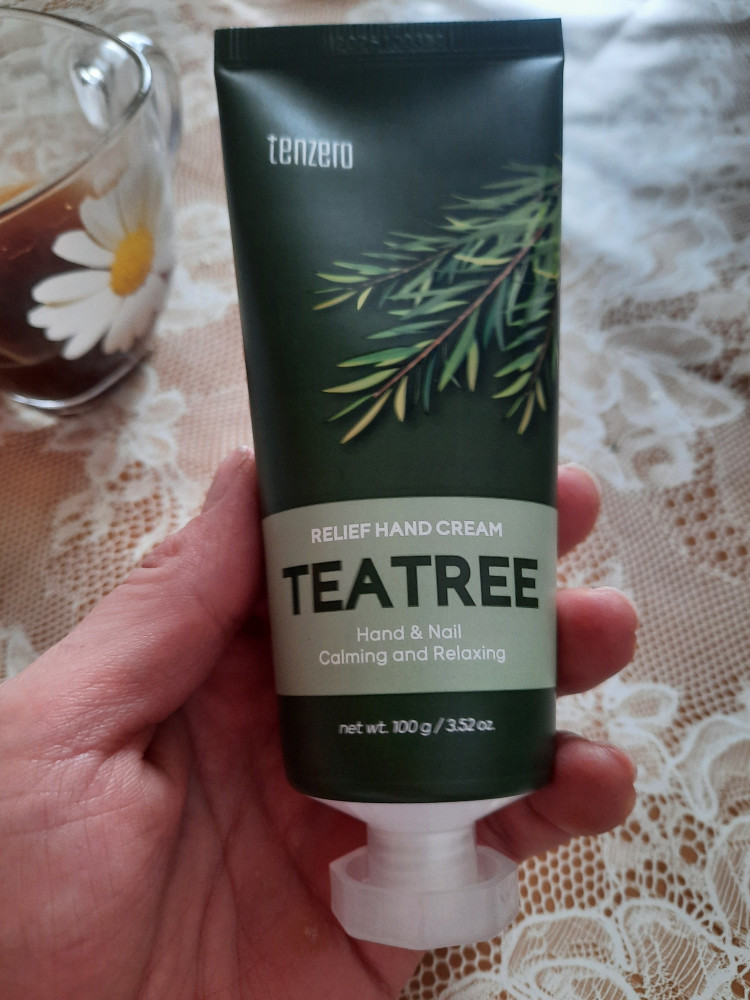 tenzero
RELIEF HAND CREAM
TEATREE
Hand & Nail
Calming and Relaxing
net wt. 100 g / 3.52 oz.